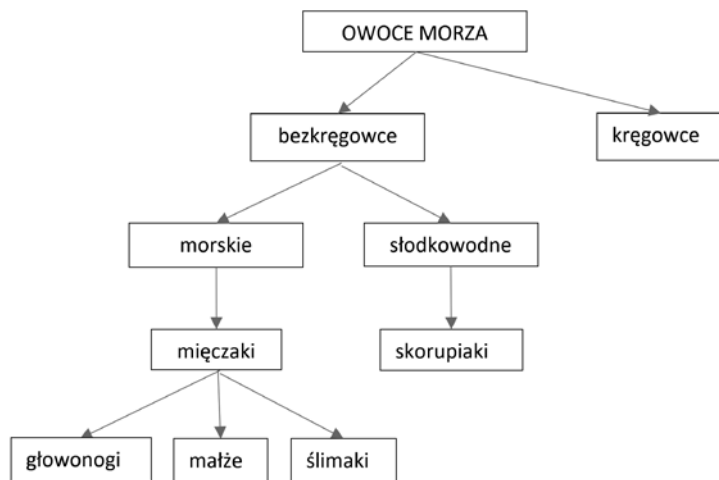 OWOCE MORZA
bezkręgowce
kręgowce
morskie
słodkowodne
mięczaki
skorupiaki
głowonogi
małże
ślimaki